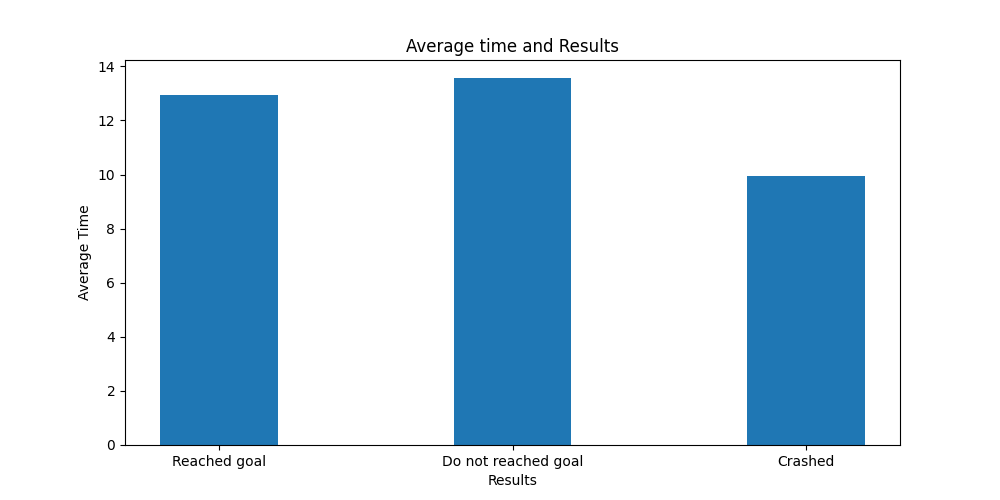 Average time and Results
14
12
10
8
6
4
2
0
Average Time
Reached goal
Do not reached goal
Crashed
Results